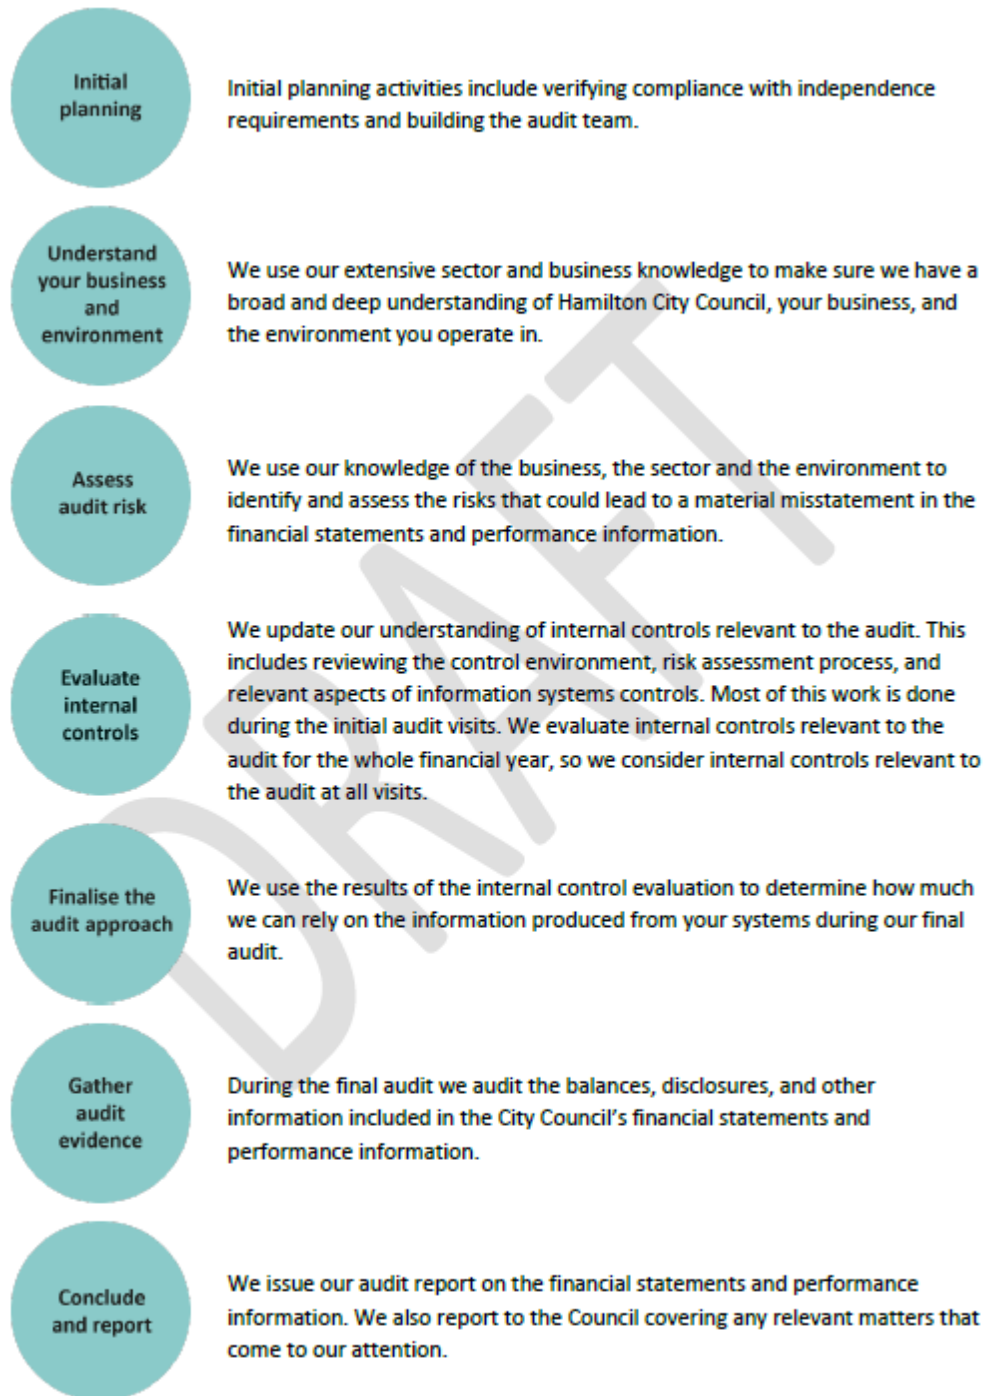 Initial
planning
Initial planning activities include verifying compliance with independence
requirements and building the audit team.
Understand
your business
and
environment
We use our extensive sector and business knowledge to make sure we have a
broad and deep understanding of Hamilton City Council, your business, and
the environment you operate in.
Assess
audit risk
We use our knowledge of the business, the sector and the environment to
identify and assess the risks that could lead to a material misstatement in the
financial statements and performance information.
Evaluate
internal
controls
We update our understanding of internal controls relevant to the audit. This
includes reviewing the control environment, risk assessment process, and
relevant aspects of information systems controls. Most of this work is done
during the initial audit visits. We evaluate internal controls relevant to the
audit for the whole financial year, so we consider internal controls relevant to
the audit at all visits.
Finalise the
audit approach
We use the results of the internal control evaluation to determine how much
we can rely on the information produced from your systems during our final
audit.
Gather
audit
evidence
During the final audit we audit the balances, disclosures, and other
information included in the City Council's financial statements and
performance information.
Conclude
and report
We issue our audit report on the financial statements and performance
information. We also report to the Council covering any relevant matters that
come to our attention.
DRAFT